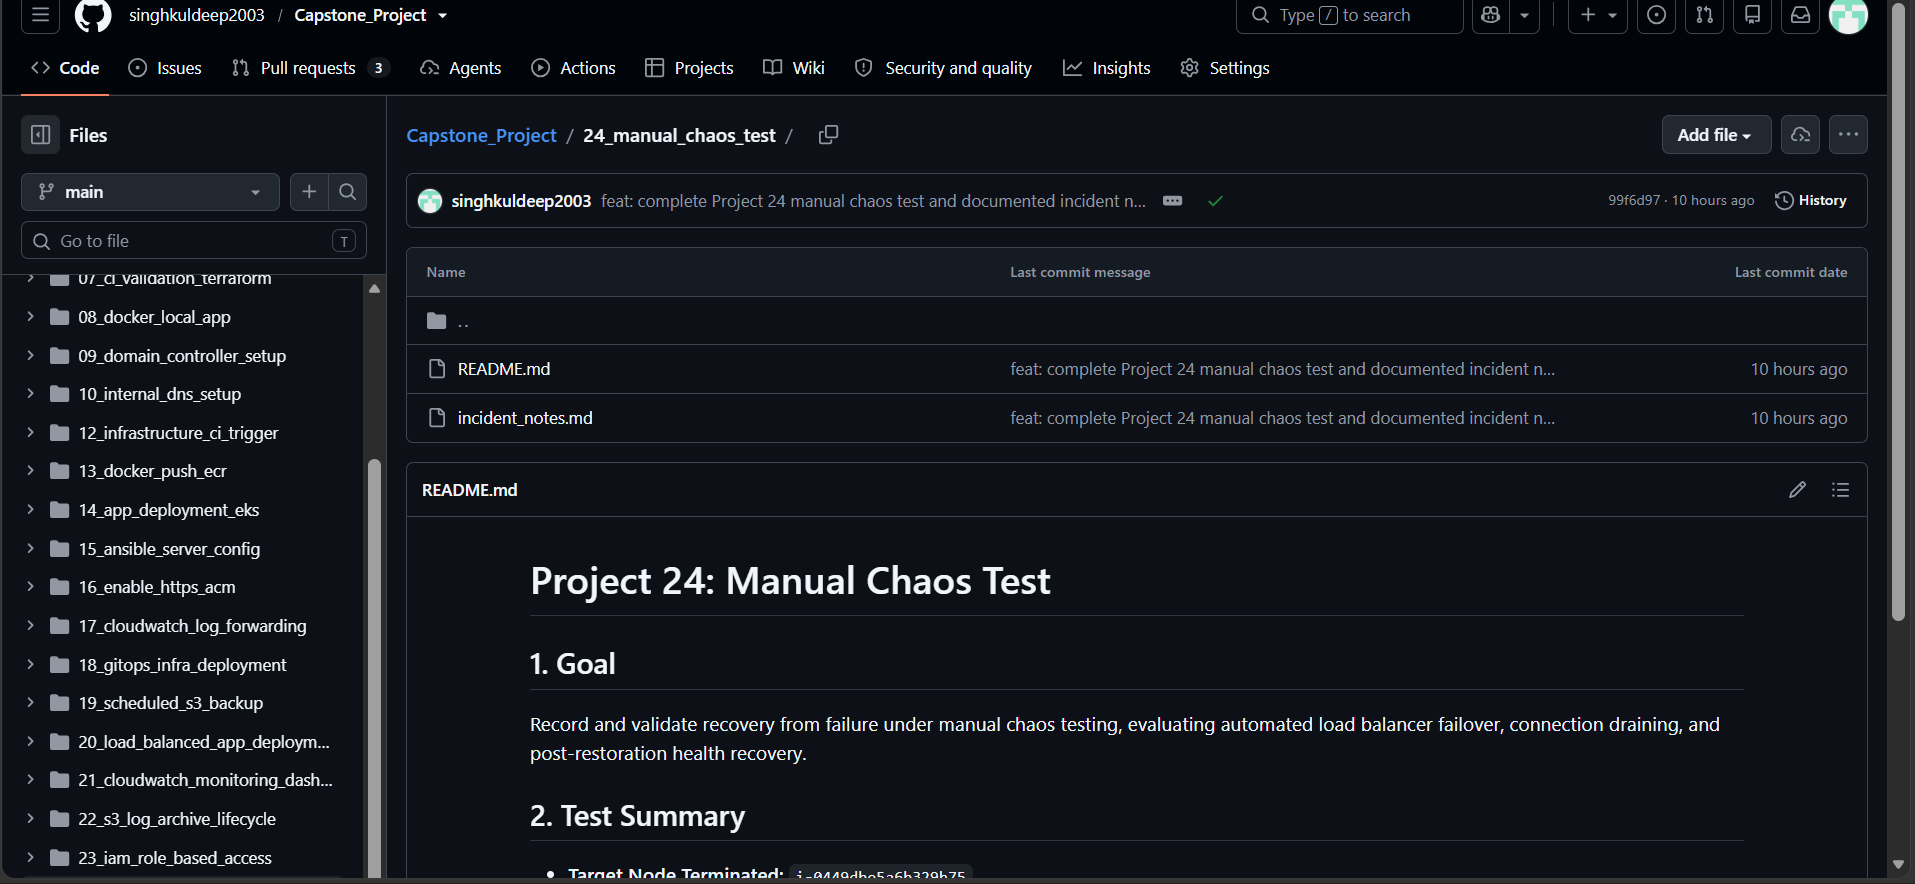 singhkuldeep2003 / Capstone_Project
Type / to search
Code
Issues
Pull requests 3
Agents
Actions
Projects
Wiki
Security and quality
Insights
Settings
Files
main
Go to file
T
07_ci_validation_terraform
08_docker_local_app
09_domain_controller_setup
10_internal_dns_setup
12_infrastructure_ci_trigger
13_docker_push_ecr
14_app_deployment_eks
15_ansible_server_config
16_enable_https_acm
17_cloudwatch_log_forwarding
18_gitops_infra_deployment
19_scheduled_s3_backup
20_load_balanced_app_deploym...
21_cloudwatch_monitoring_dash...
22_s3_log_archive_lifecycle
23_iam_role_based_access
Capstone_Project / 24_manual_chaos_test /
Add file
singhkuldeep2003 feat: complete Project 24 manual chaos test and documented incident n...
99f6d97 · 10 hours ago
History
Name Last commit message Last commit date
..
README.md feat: complete Project 24 manual chaos test and documented incident n... 10 hours ago
incident_notes.md feat: complete Project 24 manual chaos test and documented incident n... 10 hours ago
README.md
Project 24: Manual Chaos Test
1. Goal
Record and validate recovery from failure under manual chaos testing, evaluating automated load balancer failover, connection draining, and
post-restoration health recovery.
2. Test Summary
• Target Node Terminated: